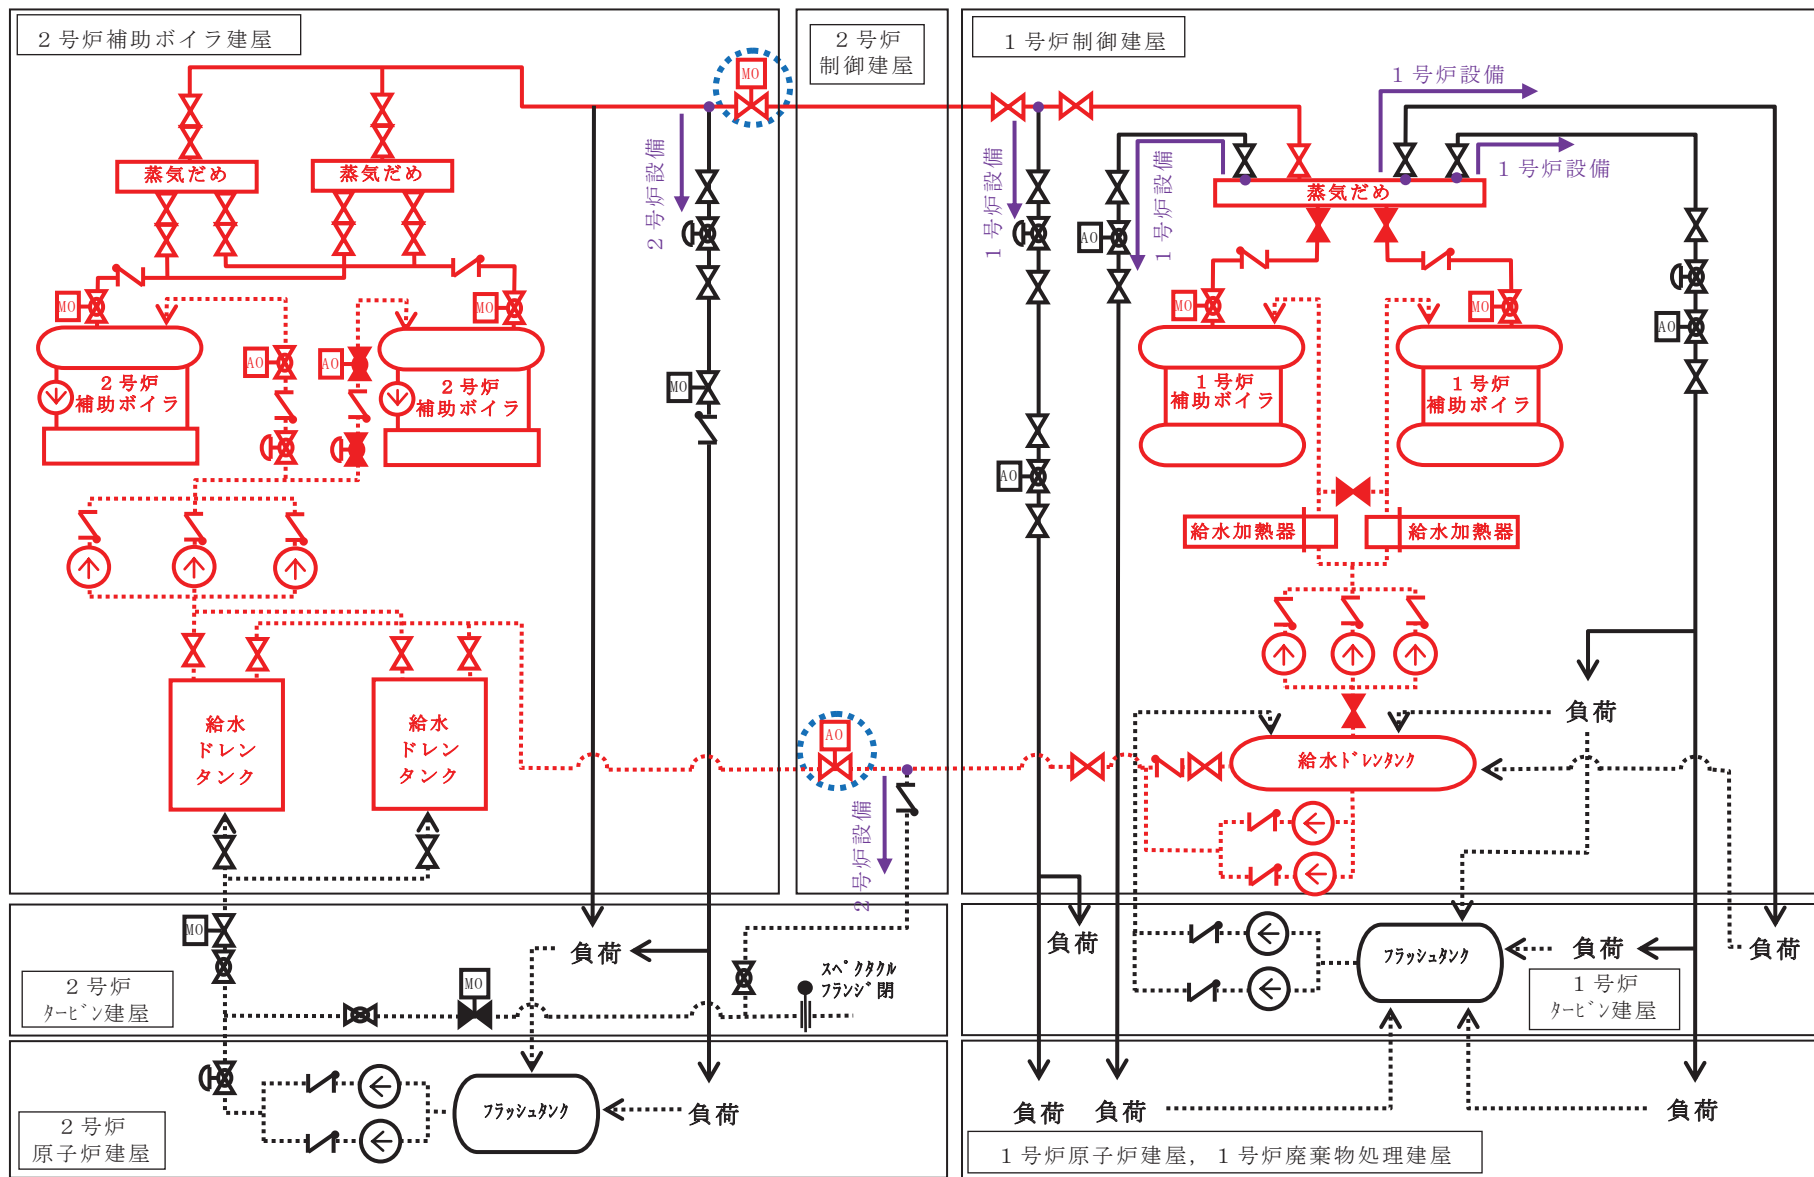 2号炉補助ボイラ建屋
2号炉
制御建屋
1号炉制御建屋
MO
1号炉設備
1号炉設備
2号炉設備
1号炉設備
1号炉設備
蒸気だめ
蒸気だめ
蒸気だめ
AO
MO
MO
MO
MO
AO
AO
AO
2号炉
補助ボイラ
2号炉
補助ボイラ
MO
1号炉
補助ボイラ
1号炉
補助ボイラ
AO
給水加熱器
給水加熱器
給水
ドレン
タンク
給水
ドレン
タンク
AO
2号炉設備
負荷
給水ドレンタンク
MO
負荷
負荷
フラッシュタンク
負荷
負荷
スペクタクル
フランジ閉
MO
2号炉
タービン建屋
1号炉
タービン建屋
フラッシュタンク
負荷
負荷
負荷
負荷
2号炉
原子炉建屋
1号炉原子炉建屋，1号炉廃棄物処理建屋